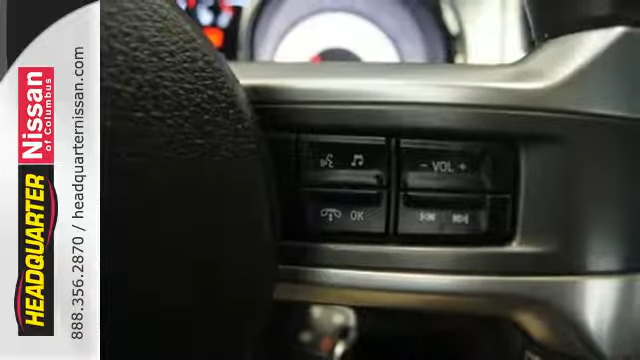 HEADQUARTER
Nissan
of Columbus
888.356.2870 / headquarternissan.com
- VOL +
OK